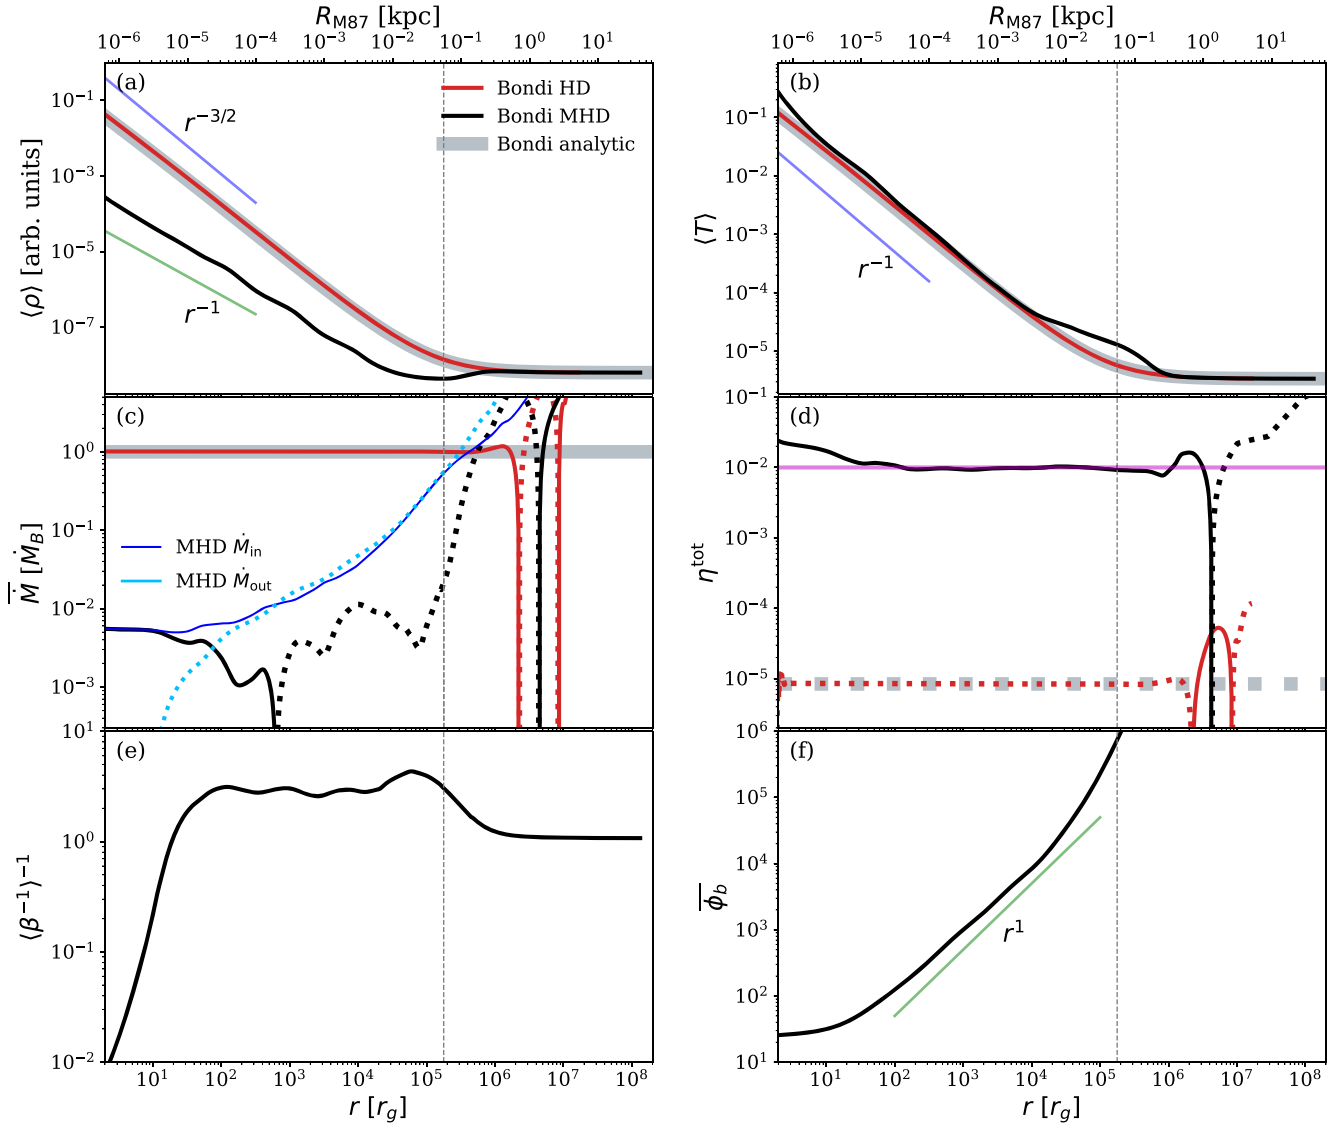 R_M87 [kpc]
10^−6 10^−5 10^−4 10^−3 10^−2 10^−1 10^0 10^1
(a)
Bondi HD
Bondi MHD
Bondi analytic
r^−3/2
r^−1
10^−1
10^−3
10^−5
10^−7
⟨ρ⟩ [arb. units]
R_M87 [kpc]
10^−6 10^−5 10^−4 10^−3 10^−2 10^−1 10^0 10^1
(b)
r^−1
10^−1
10^−2
10^−3
10^−4
10^−5
10^−1
⟨T⟩
(c)
MHD Ṁ_in
MHD Ṁ_out
10^0
10^−1
10^−2
10^−3
10^1
\overline{Ṁ} [Ṁ_B]
(d)
10^−2
10^−3
10^−4
10^−5
10^6
η^tot
(e)
10^0
10^−1
10^−2
⟨β^−1⟩^−1
10^1 10^2 10^3 10^4 10^5 10^6 10^7
r [r_g]
(f)
r^1
10^5
10^4
10^3
10^2
10^1
\overline{ϕ_b}
10^1 10^2 10^3 10^4 10^5 10^6 10^7 10^8
r [r_g]